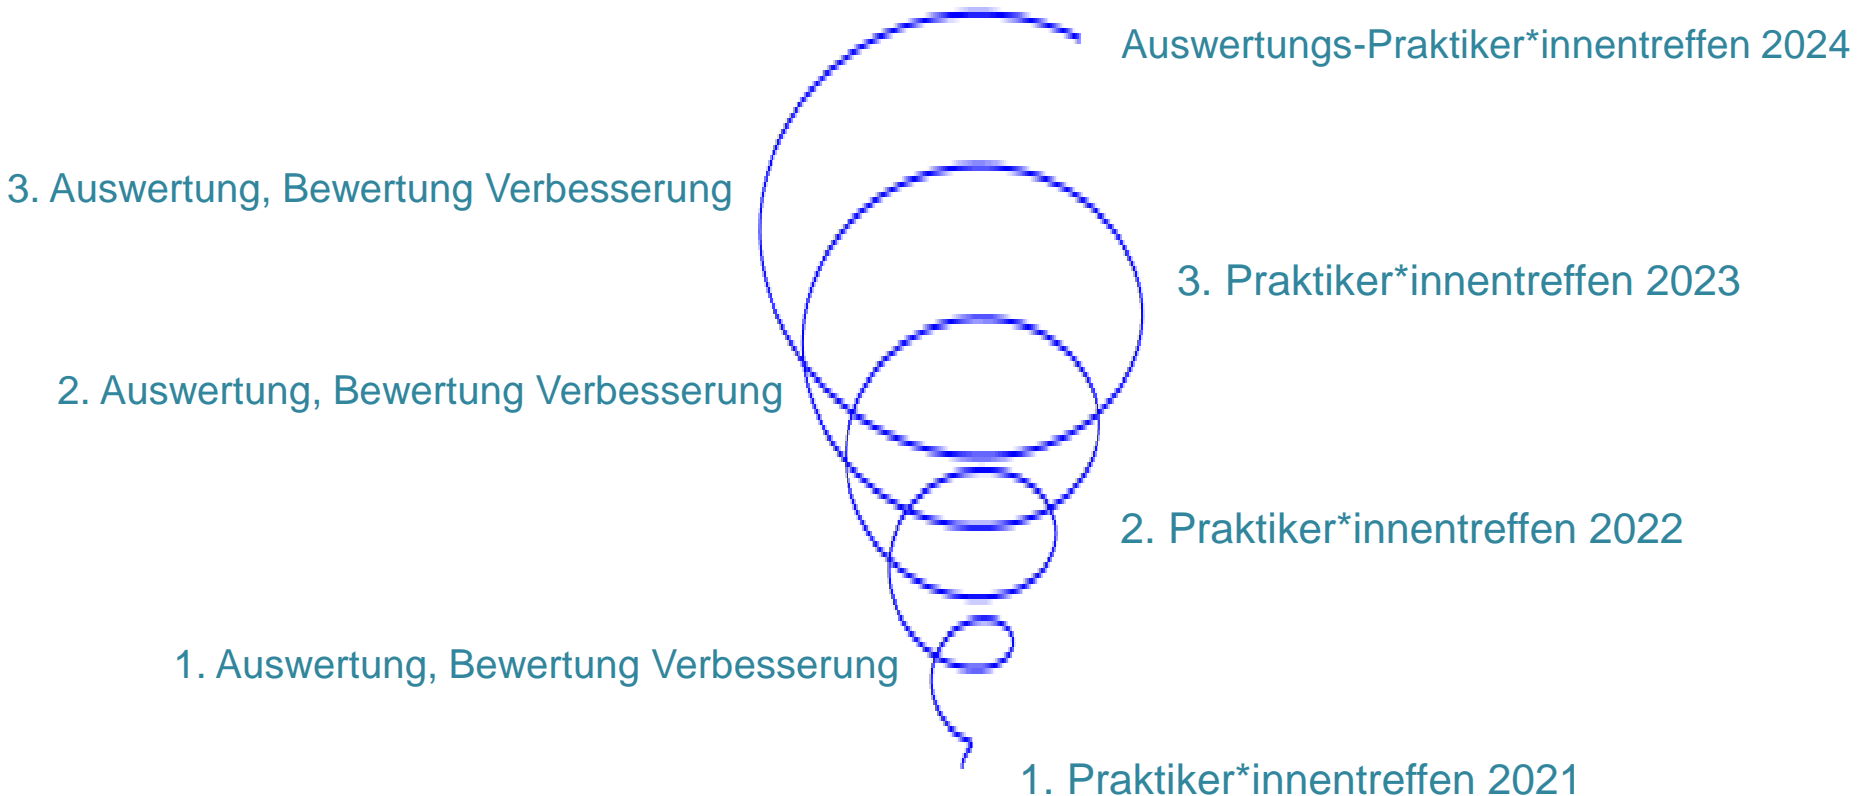 Auswertungs-Praktiker*innentreffen 2024
3. Auswertung, Bewertung Verbesserung
3. Praktiker*innentreffen 2023
2. Auswertung, Bewertung Verbesserung
2. Praktiker*innentreffen 2022
1. Auswertung, Bewertung Verbesserung
1. Praktiker*innentreffen 2021